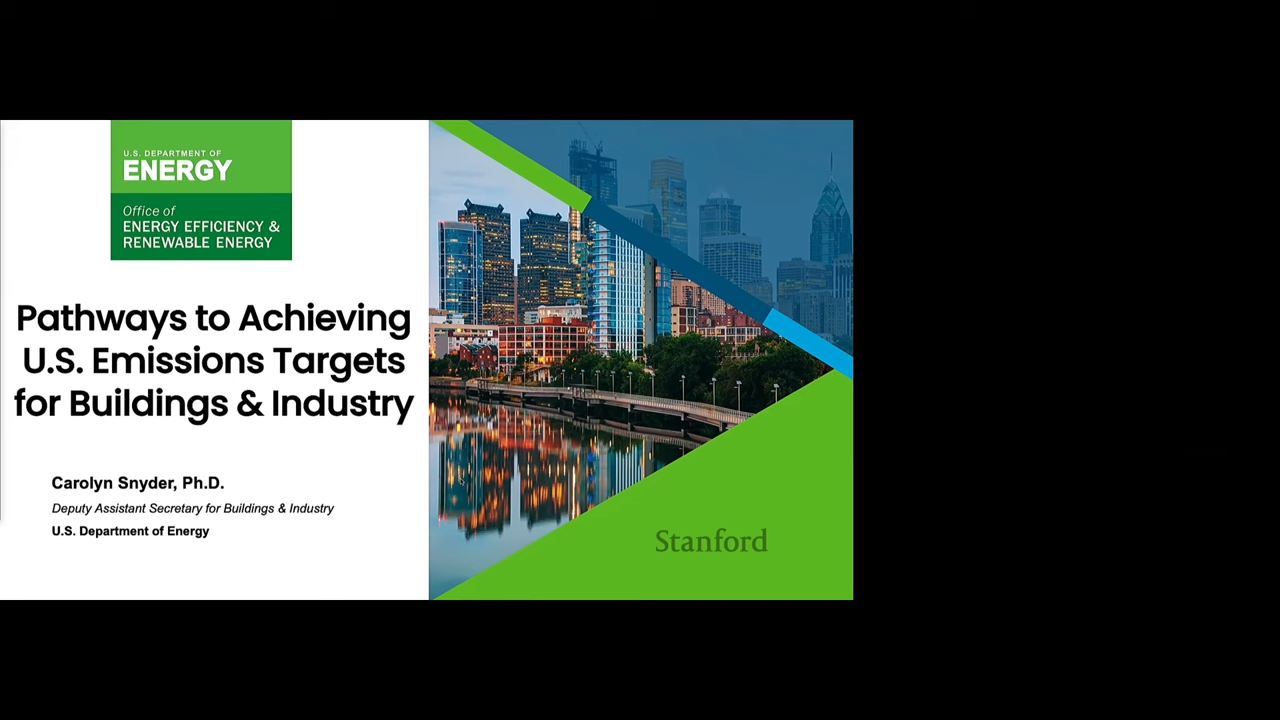 U.S. DEPARTMENT OF
ENERGY
Office of
ENERGY EFFICIENCY &
RENEWABLE ENERGY
Pathways to Achieving
U.S. Emissions Targets
for Buildings & Industry
Carolyn Snyder, Ph.D.
Deputy Assistant Secretary for Buildings & Industry
U.S. Department of Energy
Stanford